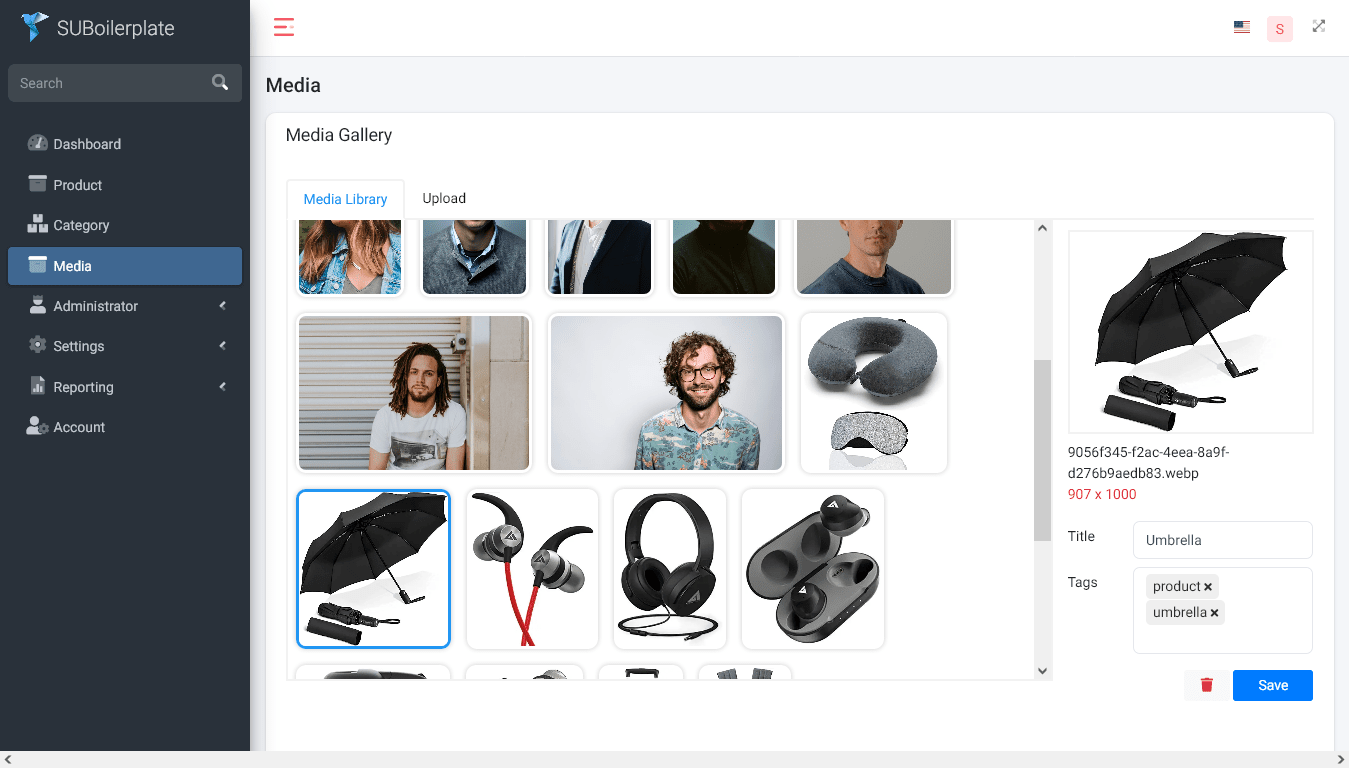 SUBoilerplate
S
Search
Media
Dashboard
Product
Category
Media
Administrator
Settings
Reporting
Account
Media Gallery
Media Library
Upload
9056f345-f2ac-4eea-8a9f-
d276b9aedb83.webp
907 x 1000
Title
Umbrella
Tags
product ×
umbrella ×
Save